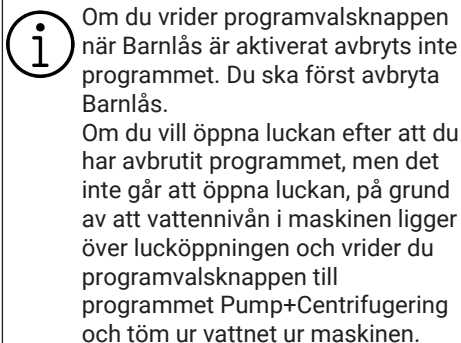 Om du vrider programvalsknappen
när Barnlås är aktiverat avbryts inte
programmet. Du ska först avbryta
Barnlås.
Om du vill öppna luckan efter att du
har avbrutit programmet, men det
inte går att öppna luckan, på grund
av att vattennivån i maskinen ligger
över lucköppningen och vrider du
programvalsknappen till
programmet Pump+Centrifugering
och töm ur vattnet ur maskinen.